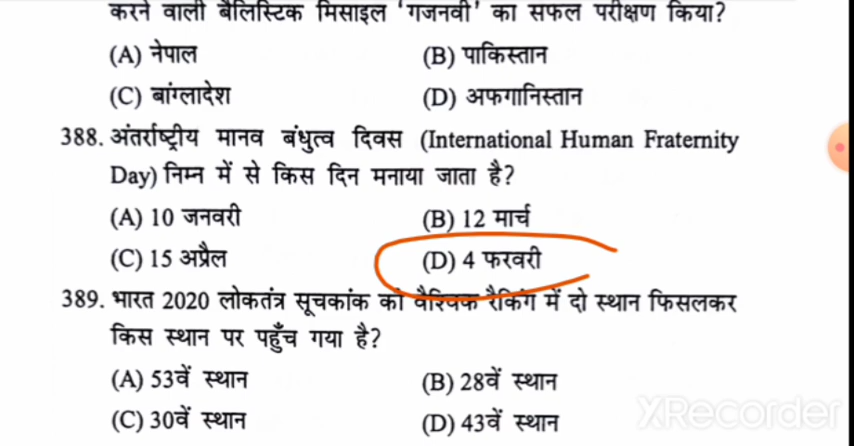 करने वाली बैलिस्टिक मिसाइल 'गजनवी' का सफल परीक्षण किया?
(A) नेपाल (B) पाकिस्तान
(C) बांग्लादेश (D) अफगानिस्तान
388. अंतर्राष्ट्रीय मानव बंधुत्व दिवस (International Human Fraternity
Day) निम्न में से किस दिन मनाया जाता है?
(A) 10 जनवरी (B) 12 मार्च
(C) 15 अप्रैल (D) 4 फरवरी
389. भारत 2020 लोकतंत्र सूचकांक की वैश्विक रैंकिंग में दो स्थान फिसलकर
किस स्थान पर पहुँच गया है?
(A) 53वें स्थान (B) 28वें स्थान
(C) 30वें स्थान (D) 43वें स्थान
XRecorder